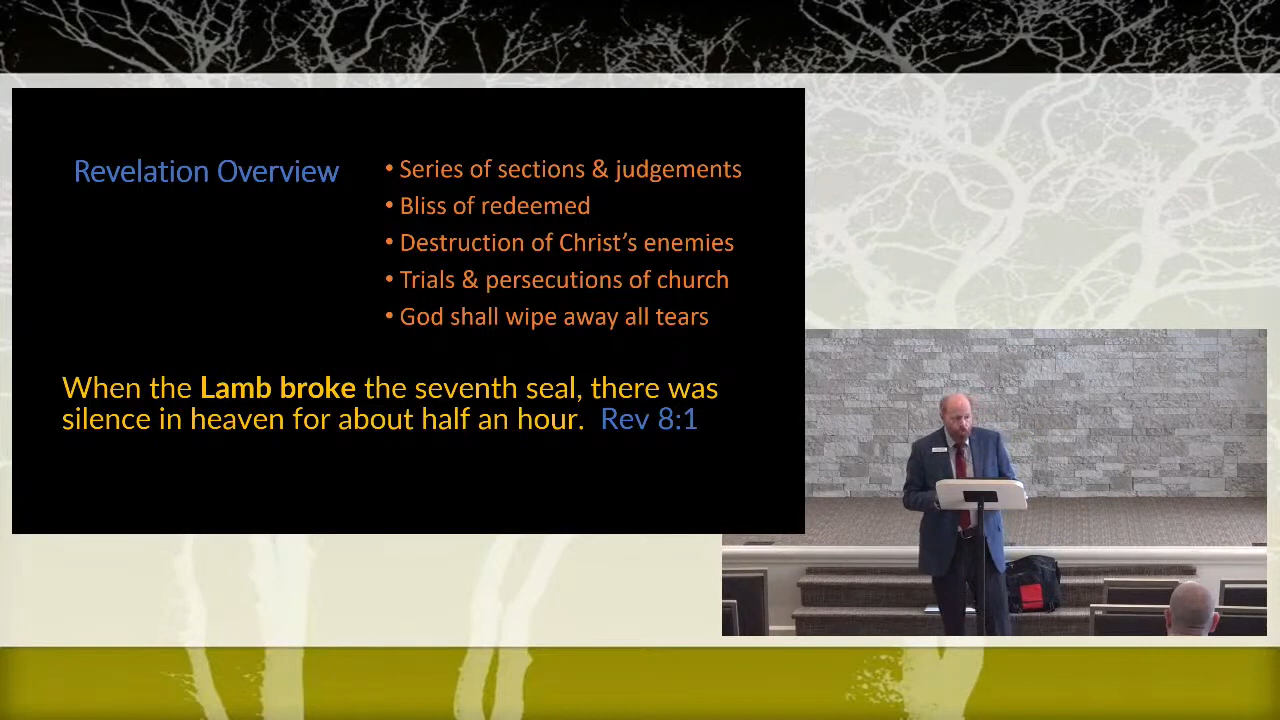 Revelation Overview
• Series of sections & judgements
• Bliss of redeemed
• Destruction of Christ’s enemies
• Trials & persecutions of church
• God shall wipe away all tears
When the Lamb broke the seventh seal, there was
silence in heaven for about half an hour. Rev 8:1